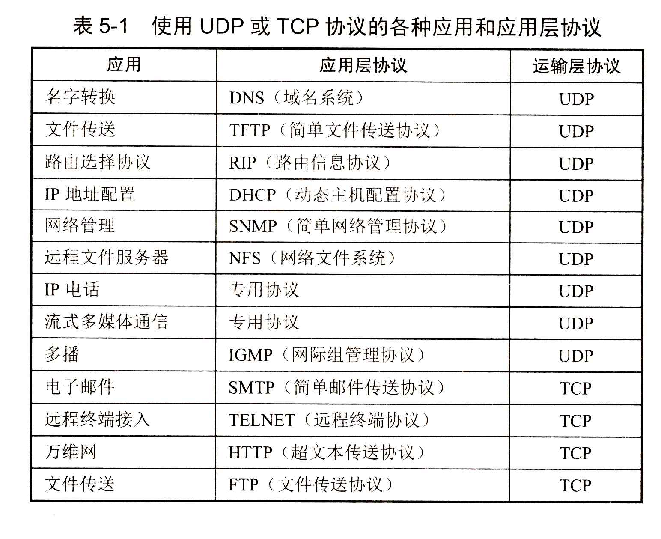 表 5-1 使用 UDP 或 TCP 协议的各种应用和应用层协议
应用 应用层协议 运输层协议
名字转换 DNS（域名系统） UDP
文件传送 TFTP（简单文件传送协议） UDP
路由选择协议 RIP（路由信息协议） UDP
IP 地址配置 DHCP（动态主机配置协议） UDP
网络管理 SNMP（简单网络管理协议） UDP
远程文件服务器 NFS（网络文件系统） UDP
IP 电话 专用协议 UDP
流式多媒体通信 专用协议 UDP
多播 IGMP（网际组管理协议） UDP
电子邮件 SMTP（简单邮件传送协议） TCP
远程终端接入 TELNET（远程终端协议） TCP
万维网 HTTP（超文本传送协议） TCP
文件传送 FTP（文件传送协议） TCP